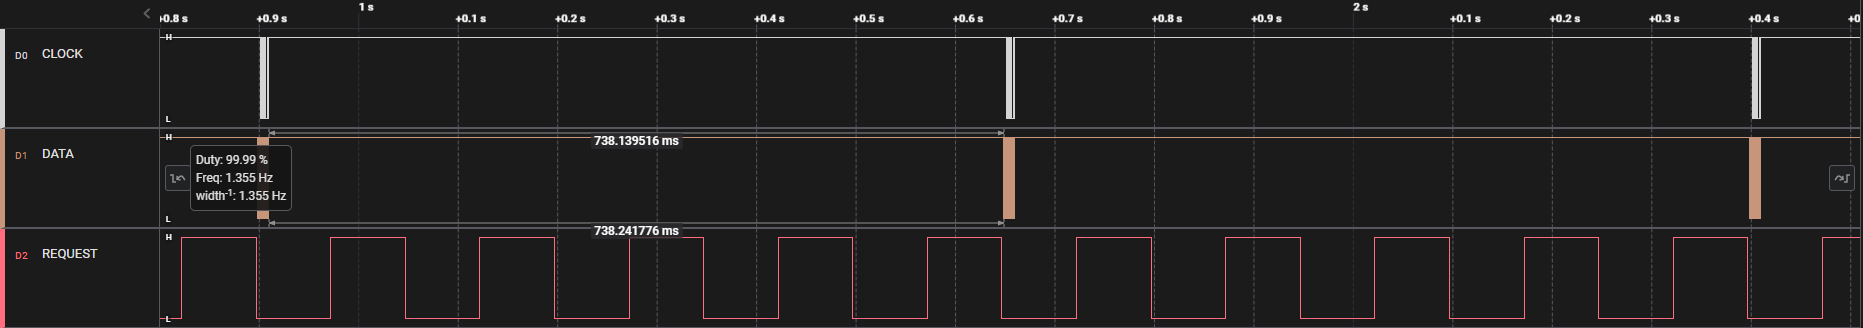 1 s 2 s
+0.8 s +0.9 s +0.1 s +0.2 s +0.3 s +0.4 s +0.5 s +0.6 s +0.7 s +0.8 s +0.9 s +0.1 s +0.2 s +0.3 s +0.4 s +0
H
D0 CLOCK
L
H
738.139516 ms
D1 DATA
Duty: 99.99 %
Freq: 1.355 Hz
width-1: 1.355 Hz
L
738.241776 ms
H
D2 REQUEST
L